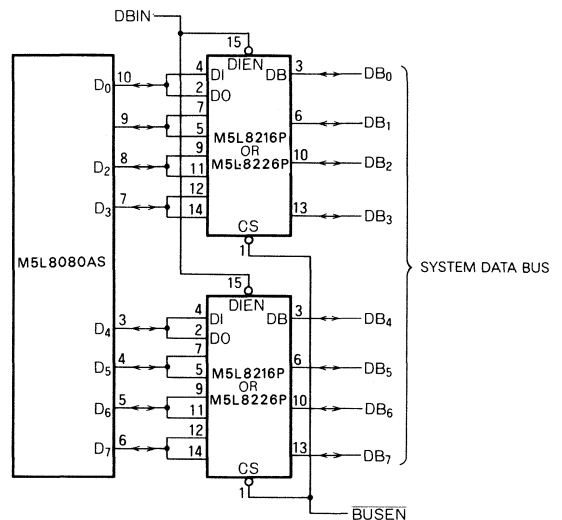 DBIN
15
DIEN
D0 10
4 DI
DB 3
DB0
2 DO
9
7
6
DB1
5
M5L8216P
OR
M5L8226P
D2 8
9
10
DB2
11
D3 7
12
13
DB3
14
CS
1
M5L8080AS
SYSTEM DATA BUS
15
DIEN
D4 3
4 DI
DB 3
DB4
2 DO
D5 4
7
6
DB5
5
M5L8216P
OR
M5L8226P
D6 5
9
10
DB6
11
D7 6
12
13
DB7
14
CS
1
BUSEN